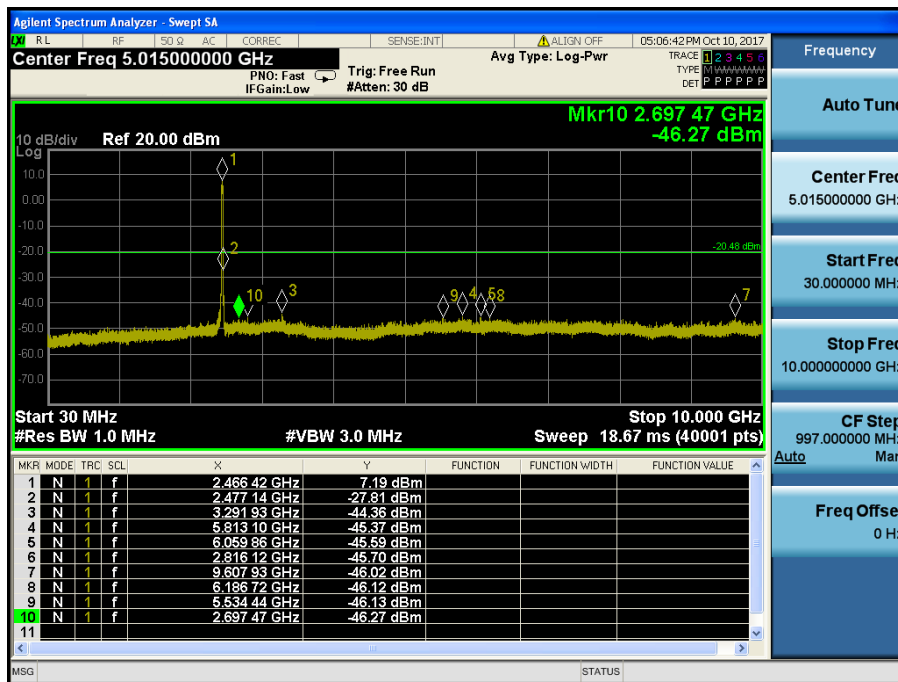 Agilent Spectrum Analyzer - Swept SA
LXI RL RF 50 Ω AC CORREC SENSE:INT ALIGN OFF 05:06:42 PM Oct 10, 2017
Center Freq 5.015000000 GHz
PNO: Fast
IFGain:Low
Trig: Free Run
#Atten: 30 dB
Avg Type: Log-Pwr
TRACE 1 2 3 4 5 6
TYPE M W W W W W
DET P P P P P P
Mkr10 2.697 47 GHz
-46.27 dBm
10 dB/div Ref 20.00 dBm
Log
10.0
0.00
-10.0
-20.0
-30.0
-40.0
-50.0
-60.0
-70.0
-20.48 dBm
1
2
10 3 9 4 5 8 7
Start 30 MHz Stop 10.000 GHz
#Res BW 1.0 MHz #VBW 3.0 MHz Sweep 18.67 ms (40001 pts)
MKR MODE TRC SCL X Y FUNCTION FUNCTION WIDTH FUNCTION VALUE
1 N 1 f 2.466 42 GHz 7.19 dBm
2 N 1 f 2.477 14 GHz -27.81 dBm
3 N 1 f 3.291 93 GHz -44.36 dBm
4 N 1 f 5.813 10 GHz -45.37 dBm
5 N 1 f 6.059 86 GHz -45.59 dBm
6 N 1 f 2.816 12 GHz -45.70 dBm
7 N 1 f 9.607 93 GHz -46.02 dBm
8 N 1 f 6.186 72 GHz -46.12 dBm
9 N 1 f 5.534 44 GHz -46.13 dBm
10 N 1 f 2.697 47 GHz -46.27 dBm
11
MSG STATUS
Frequency
Auto Tun
Center Fre
5.015000000 GH
Start Fre
30.000000 MH
Stop Fre
10.000000000 GH
CF Step
997.000000 MH
Auto Man
Freq Offse
0 H